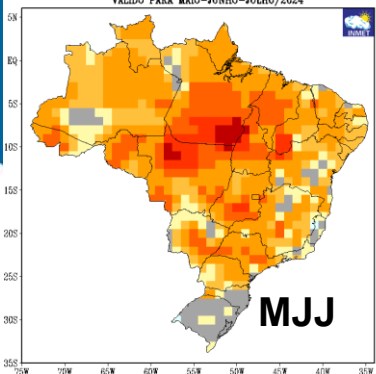 VALIDO PARA MAIO-JUNHO-JULHO/2024
INMET
5N
EQ
5S
10S
15S
20S
25S
30S
35S
MJJ
75W 70W 65W 60W 55W 50W 45W 40W 35W